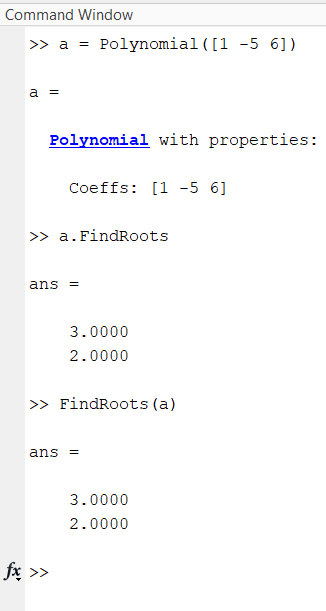 Command Window
>> a = Polynomial([1 -5 6])
a =
Polynomial with properties:
Coeffs: [1 -5 6]
>> a.FindRoots
ans =
3.0000
2.0000
>> FindRoots(a)
ans =
3.0000
2.0000
fx >>